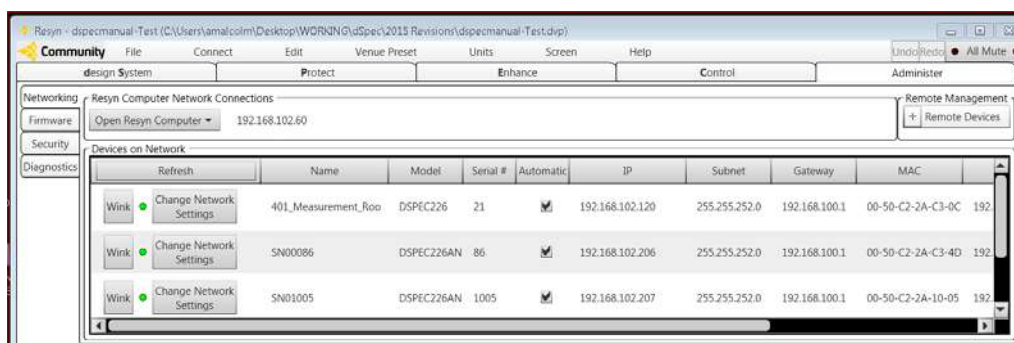 Resyn - dspecmanual-Test (C:\Users\amalcolm\Desktop\WORKING\dSpec\2015 Revisions\dspecmanual-Test.dvp)
Community File Connect Edit Venue Preset Units Screen Help Undo Redo All Mute
design System Protect Enhance Control Administer
Networking Resyn Computer Network Connections Remote Management
Firmware Open Resyn Computer 192.168.102.60 + Remote Devices
Security
Devices on Network
Diagnostics Refresh Name Model Serial # Automatic IP Subnet Gateway MAC
Wink Change Network Settings 401_Measurement_Roo DSPEC226 21 192.168.102.120 255.255.252.0 192.168.100.1 00-50-C2-2A-C3-0C 192.
Wink Change Network Settings SN00086 DSPEC226AN 86 192.168.102.206 255.255.252.0 192.168.100.1 00-50-C2-2A-C3-4D 192.
Wink Change Network Settings SN01005 DSPEC226AN 1005 192.168.102.207 255.255.252.0 192.168.100.1 00-50-C2-2A-10-05 192.